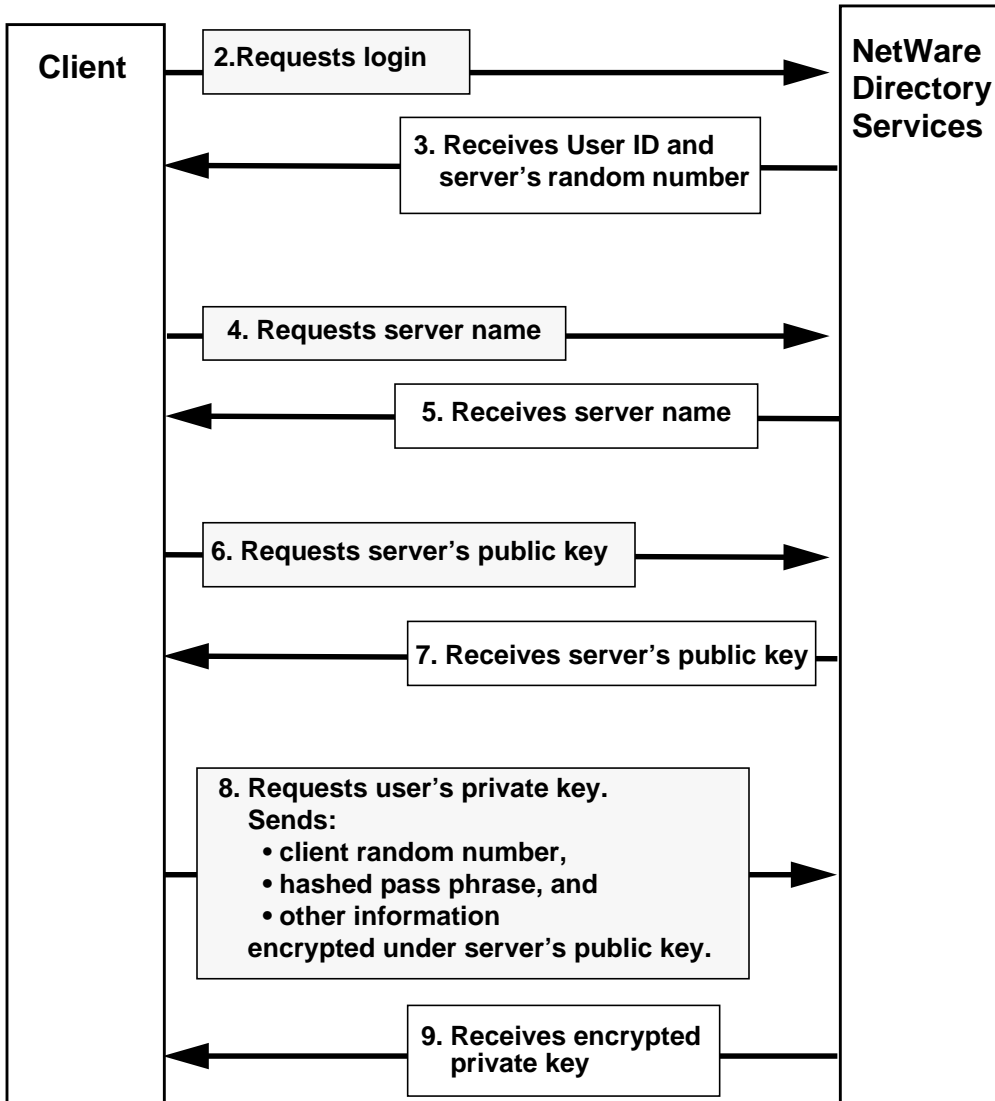 Client
NetWare
Directory
Services
2.Requests login
3. Receives User ID and
server’s random number
4. Requests server name
5. Receives server name
6. Requests server’s public key
7. Receives server’s public key
8. Requests user’s private key.
Sends:
• client random number,
• hashed pass phrase, and
• other information
encrypted under server’s public key.
9. Receives encrypted
private key